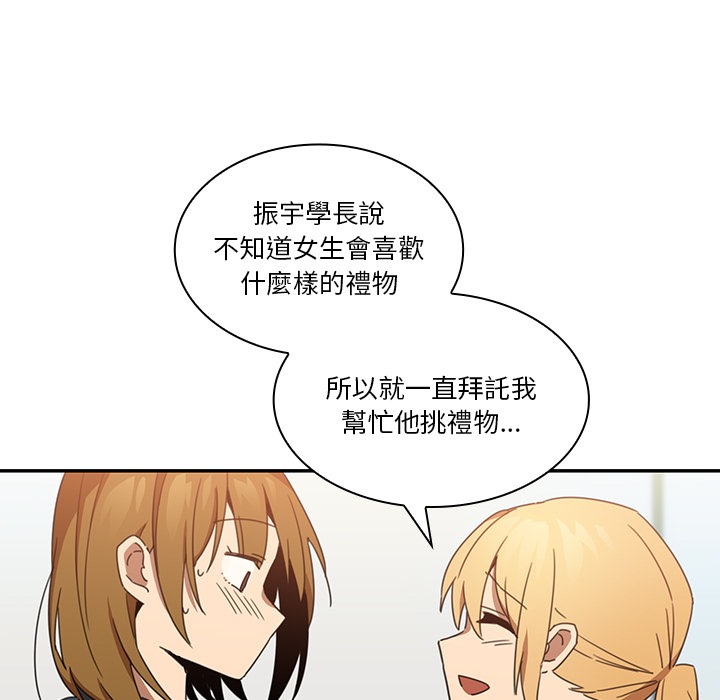 振宇學長說
不知道女生會喜歡
什麼樣的禮物
所以就一直拜託我
幫忙他挑禮物...